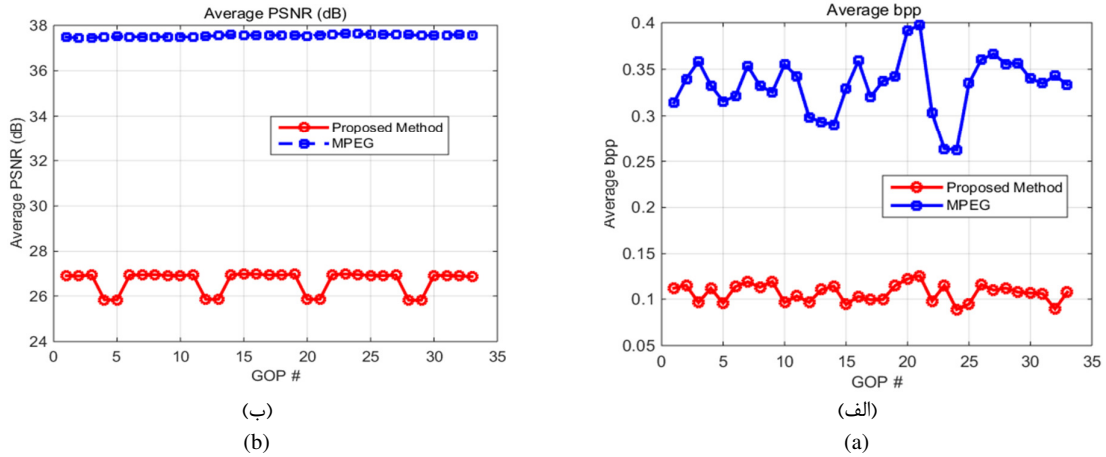 Average PSNR (dB)
38
36
34
32
30
28
26
24
Average PSNR (dB)
Proposed Method
MPEG
0 5 10 15 20 25 30 35
GOP #
(ب)
(b)
Average bpp
0.4
0.35
0.3
0.25
0.2
0.15
0.1
0.05
Average bpp
Proposed Method
MPEG
0 5 10 15 20 25 30 35
GOP #
(الف)
(a)